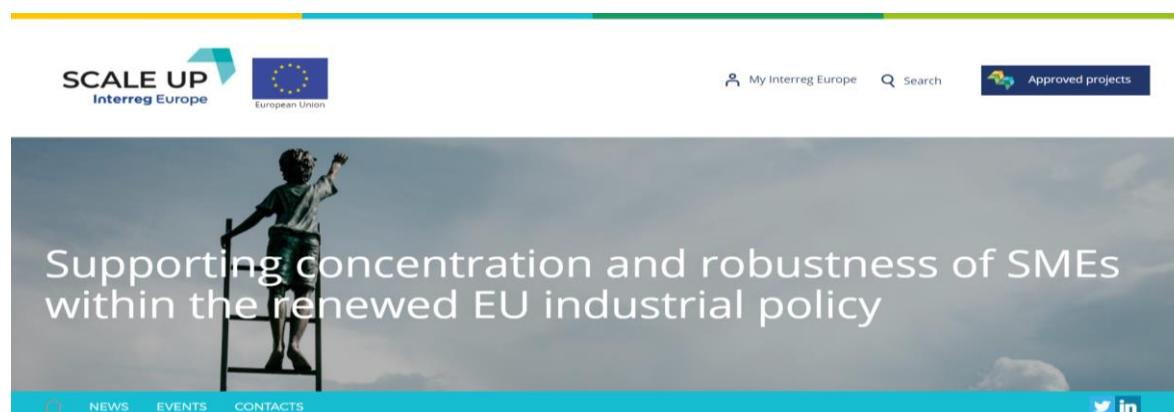 SCALE UP
Interreg Europe
European Union
My Interreg Europe
Search
Approved projects
Supporting concentration and robustness of SMEs
within the renewed EU industrial policy
NEWS EVENTS CONTACTS
in